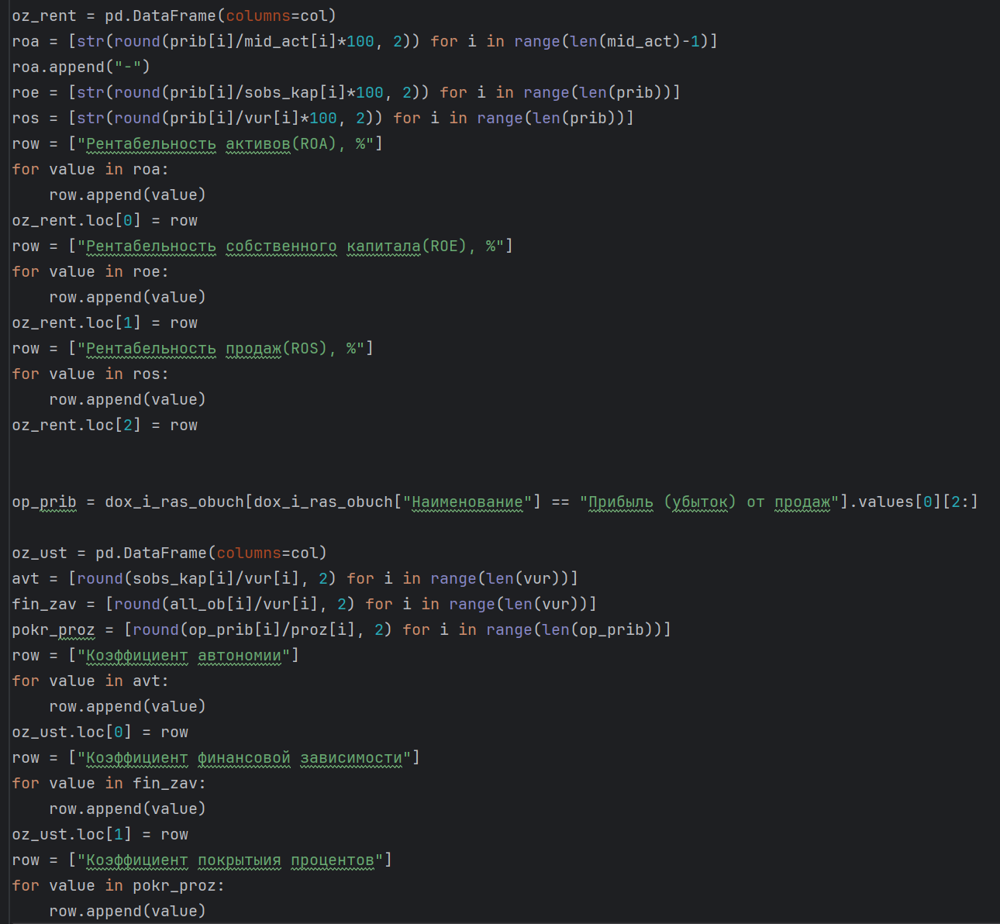 oz_rent = pd.DataFrame(columns=col)
roa = [str(round(prib[i]/mid_act[i]*100, 2)) for i in range(len(mid_act)-1)]
roa.append("-")
roe = [str(round(prib[i]/sobs_kap[i]*100, 2)) for i in range(len(prib))]
ros = [str(round(prib[i]/vur[i]*100, 2)) for i in range(len(prib))]
row = ["Рентабельность активов(ROA), %"]
for value in roa:
    row.append(value)
oz_rent.loc[0] = row
row = ["Рентабельность собственного капитала(ROE), %"]
for value in roe:
    row.append(value)
oz_rent.loc[1] = row
row = ["Рентабельность продаж(ROS), %"]
for value in ros:
    row.append(value)
oz_rent.loc[2] = row
op_prib = dox_i_ras_obuch[dox_i_ras_obuch["Наименование"] == "Прибыль (убыток) от продаж"].values[0][2:]
oz_ust = pd.DataFrame(columns=col)
avt = [round(sobs_kap[i]/vur[i], 2) for i in range(len(vur))]
fin_zav = [round(all_ob[i]/vur[i], 2) for i in range(len(vur))]
pokr_proz = [round(op_prib[i]/proz[i], 2) for i in range(len(op_prib))]
row = ["Коэффициент автономии"]
for value in avt:
    row.append(value)
oz_ust.loc[0] = row
row = ["Коэффициент финансовой зависимости"]
for value in fin_zav:
    row.append(value)
oz_ust.loc[1] = row
row = ["Коэффициент покрытыия процентов"]
for value in pokr_proz:
    row.append(value)